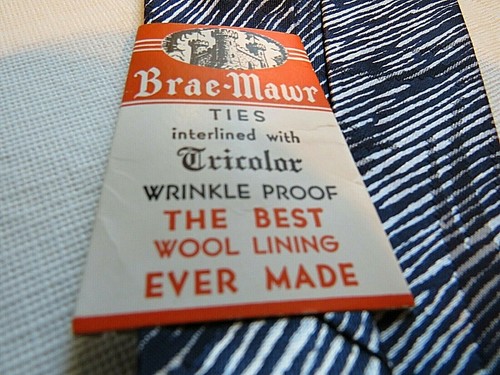 Brae-Mawr
TIES
interlined with
Tricolor
WRINKLE PROOF
THE BEST
WOOL LINING
EVER MADE